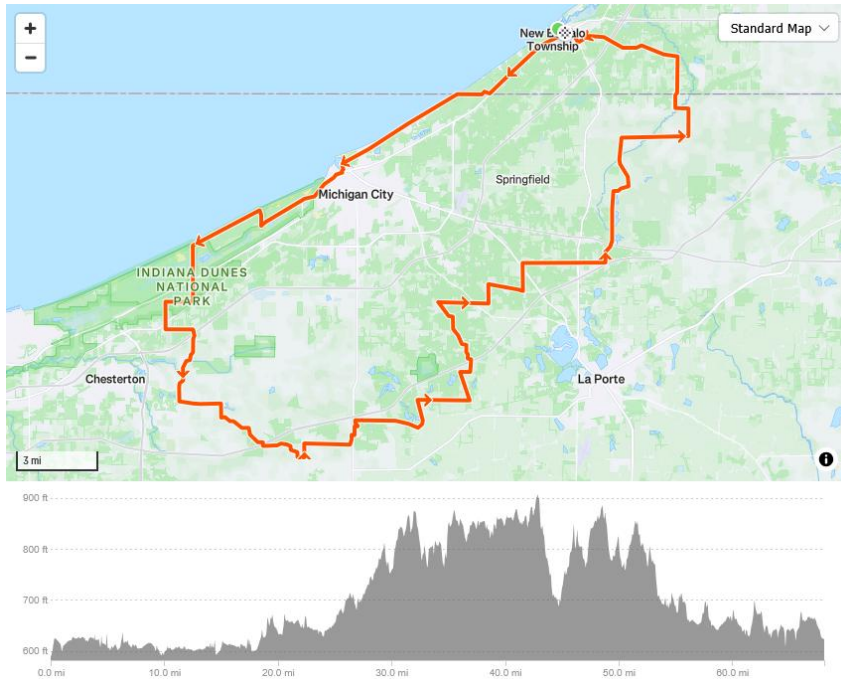 +
−
Standard Map
New
Township
Springfield
Michigan City
INDIANA DUNES
NATIONAL
PARK
Chesterton
La Porte
3 mi
i
900 ft
800 ft
700 ft
600 ft
0.0 mi 10.0 mi 20.0 mi 30.0 mi 40.0 mi 50.0 mi 60.0 mi